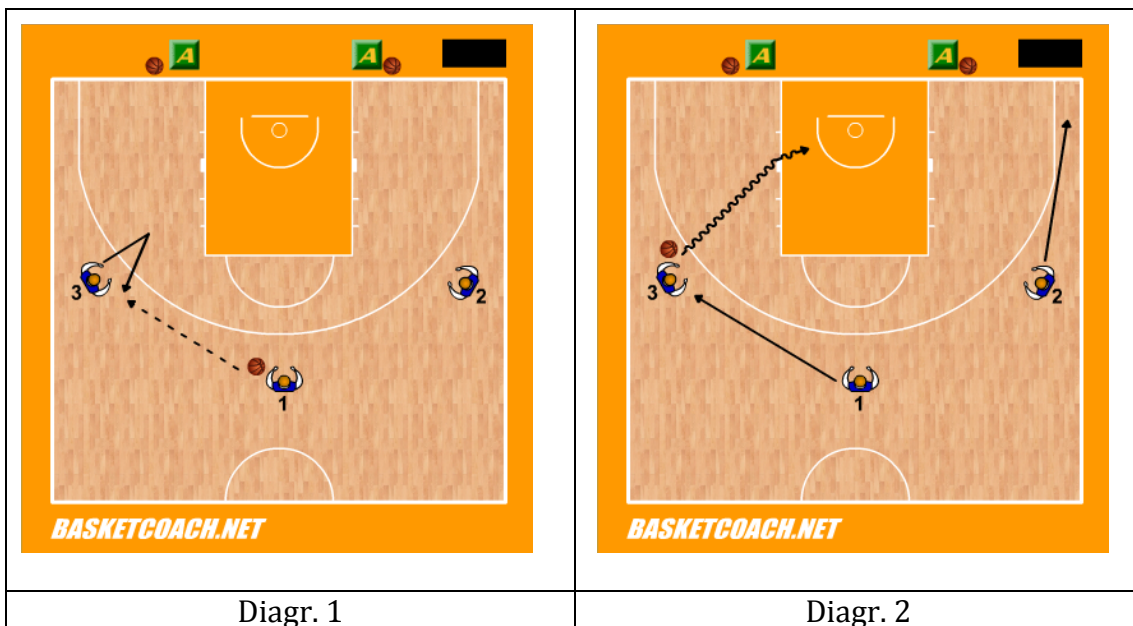 A
A
3
2
1
BASKETCOACH.NET
Diagr. 1
A
A
3
2
1
BASKETCOACH.NET
Diagr. 2